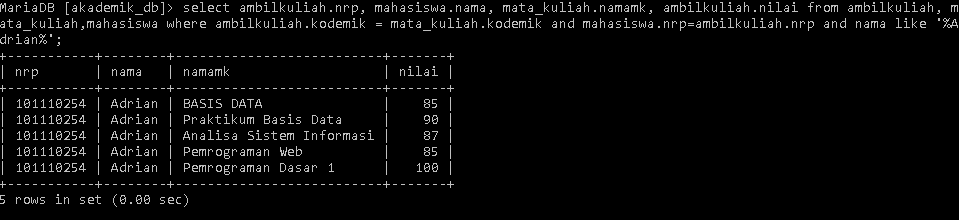 MariaDB [akademik_db]> select ambilkuliah.nrp, mahasiswa.nama, mata_kuliah.namamk, ambilkuliah.nilai from ambilkuliah, m
ata_kuliah,mahasiswa where ambilkuliah.kodemik = mata_kuliah.kodemik and mahasiswa.nrp=ambilkuliah.nrp and nama like '%A
drian%';
+-----------+--------+--------------------------+-------+
| nrp       | nama   | namamk                   | nilai |
+-----------+--------+--------------------------+-------+
| 101110254 | Adrian | BASIS DATA               |    85 |
| 101110254 | Adrian | Praktikum Basis Data     |    90 |
| 101110254 | Adrian | Analisa Sistem Informasi |    87 |
| 101110254 | Adrian | Pemrograman Web          |    85 |
| 101110254 | Adrian | Pemrograman Dasar 1      |   100 |
+-----------+--------+--------------------------+-------+
5 rows in set (0.00 sec)